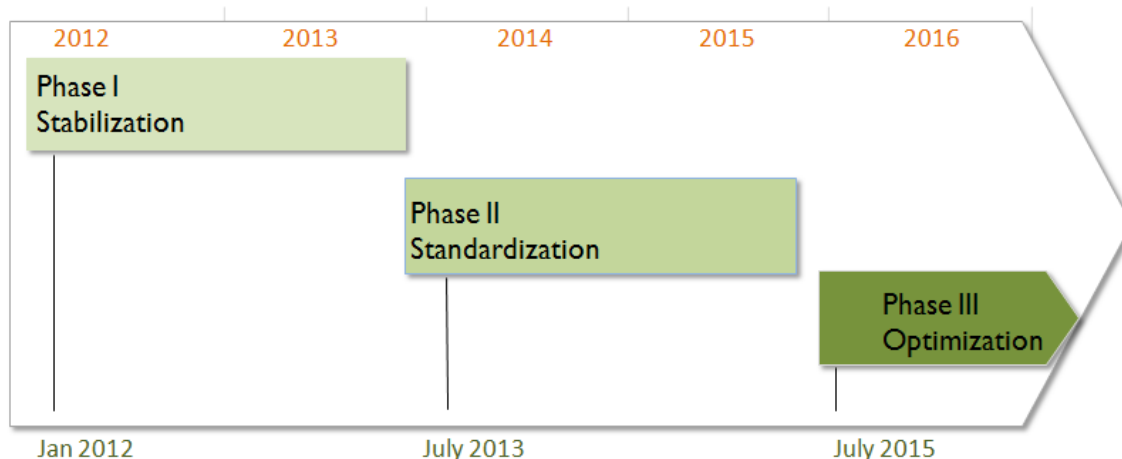 2012 2013 2014 2015 2016
Phase I
Stabilization
Phase II
Standardization
Phase III
Optimization
Jan 2012 July 2013 July 2015